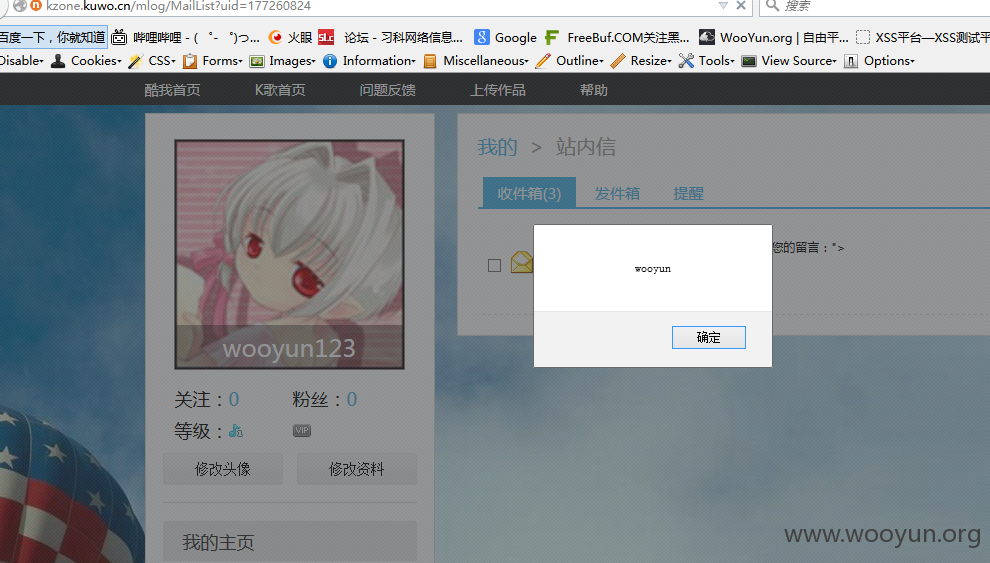 kzone.kuwo.cn/mlog/MailList?uid=177260824
搜索
百度一下，你就知道 哔哩哔哩 - ( ゜- ゜)つ... 火眼 SLC 论坛 - 习科网络信息... Google FreeBuf.COM关注黑... WooYun.org | 自由平... XSS平台—XSS测试平
Disable Cookies CSS Forms Images Information Miscellaneous Outline Resize Tools View Source Options
酷我首页 K歌首页 问题反馈 上传作品 帮助
我的 > 站内信
收件箱(3) 发件箱 提醒
您的留言："＞
wooyun
确定
wooyun123
关注：0 粉丝：0
等级： VIP
修改头像 修改资料
我的主页
www.wooyun.org